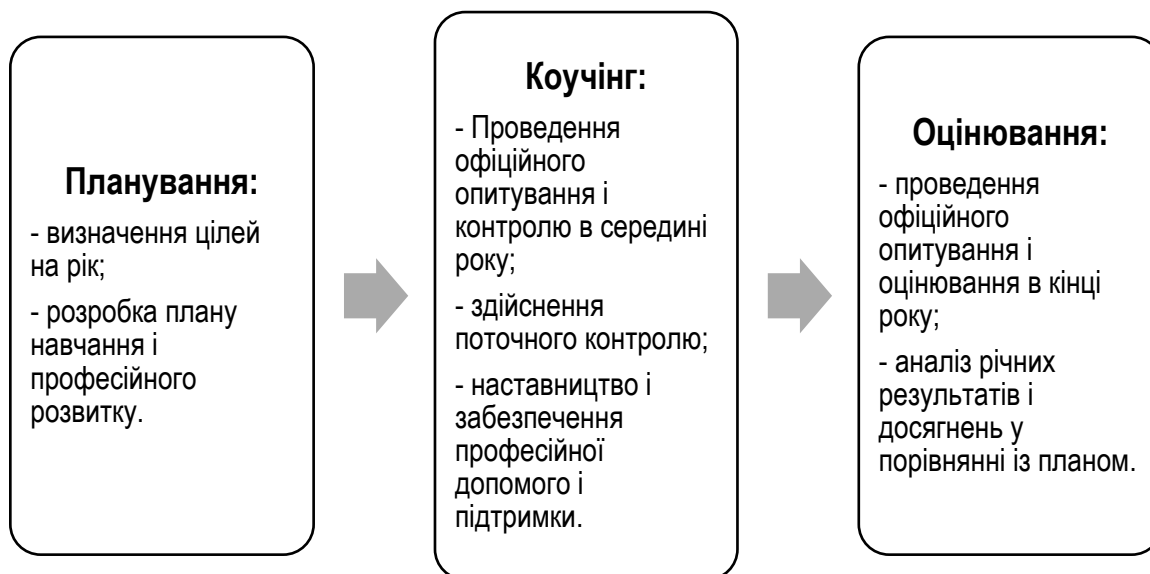 Планування:
- визначення цілей
на рік;
- розробка плану
навчання і
професійного
розвитку.
Коучінг:
- Проведення
офіційного
опитування і
контролю в середині
року;
- здійснення
поточного контролю;
- наставництво і
забезпечення
професійної
допомого і
підтримки.
Оцінювання:
- проведення
офіційного
опитування і
оцінювання в кінці
року;
- аналіз річних
результатів і
досягнень у
порівнянні із планом.